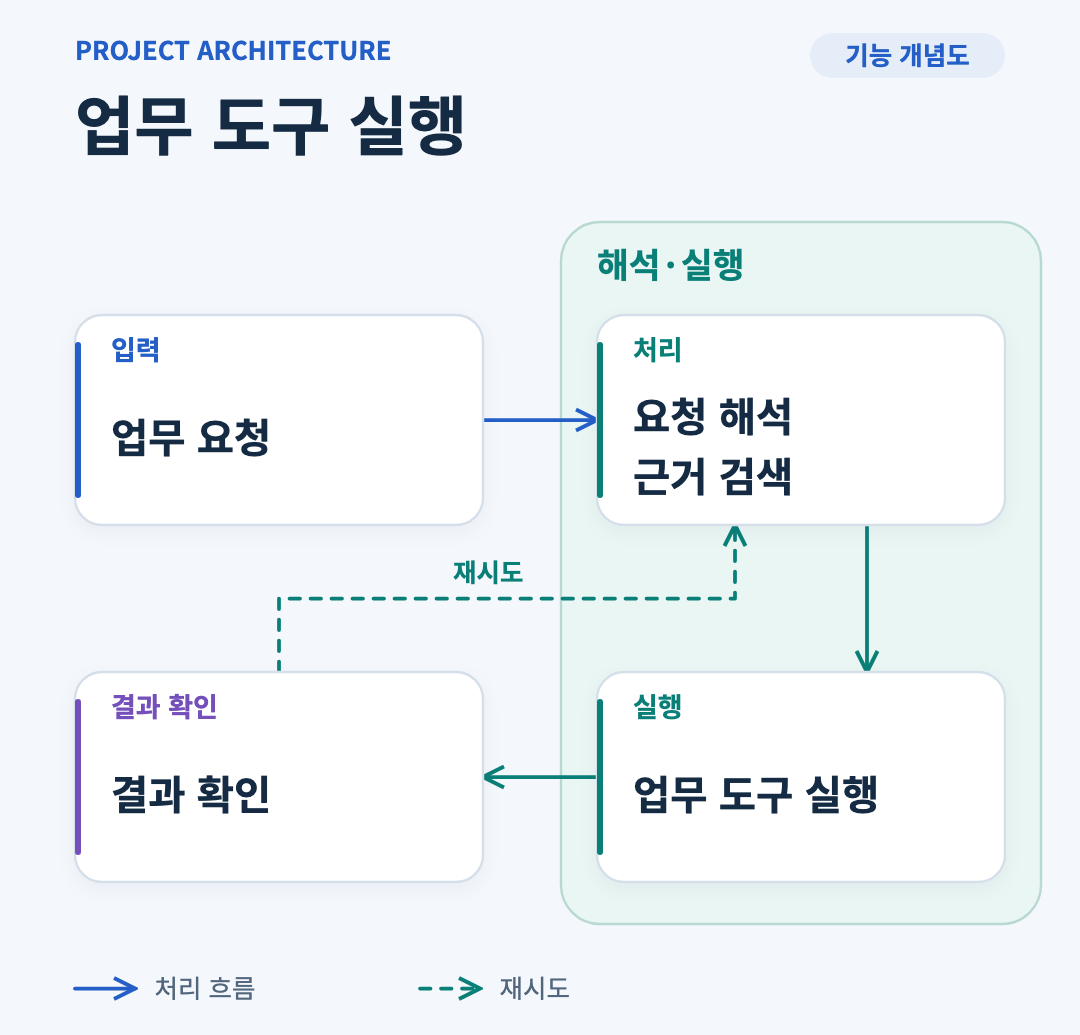 PROJECT ARCHITECTURE
기능 개념도
업무 도구 실행
해석·실행
입력
업무 요청
처리
요청 해석
근거 검색
재시도
결과 확인
결과 확인
실행
업무 도구 실행
처리 흐름
재시도